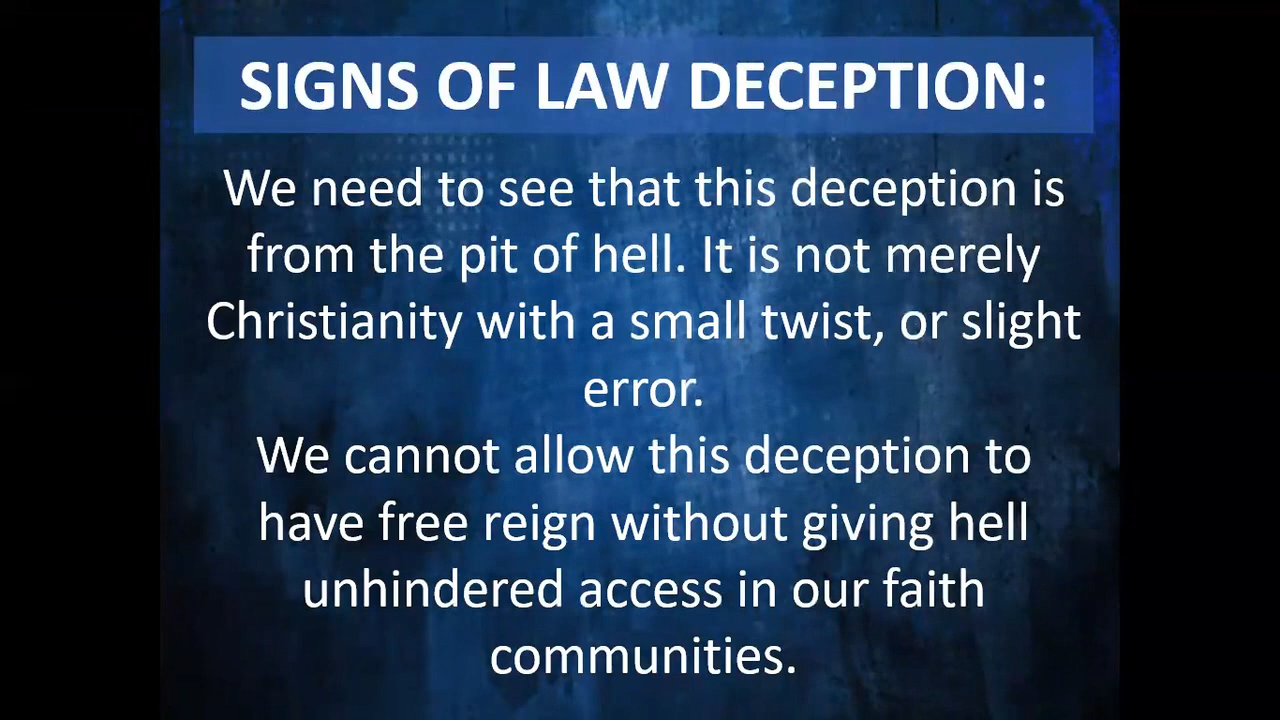 SIGNS OF LAW DECEPTION:
We need to see that this deception is
from the pit of hell. It is not merely
Christianity with a small twist, or slight
error.
We cannot allow this deception to
have free reign without giving hell
unhindered access in our faith
communities.